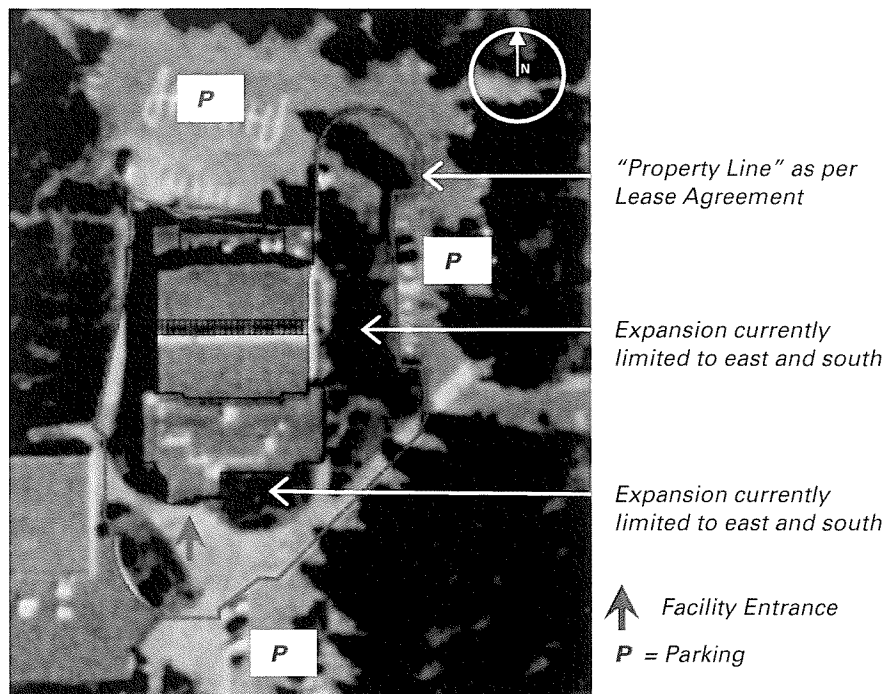 N
P
"Property Line" as per
Lease Agreement
P
Expansion currently
limited to east and south
Expansion currently
limited to east and south
Facility Entrance
P
P = Parking